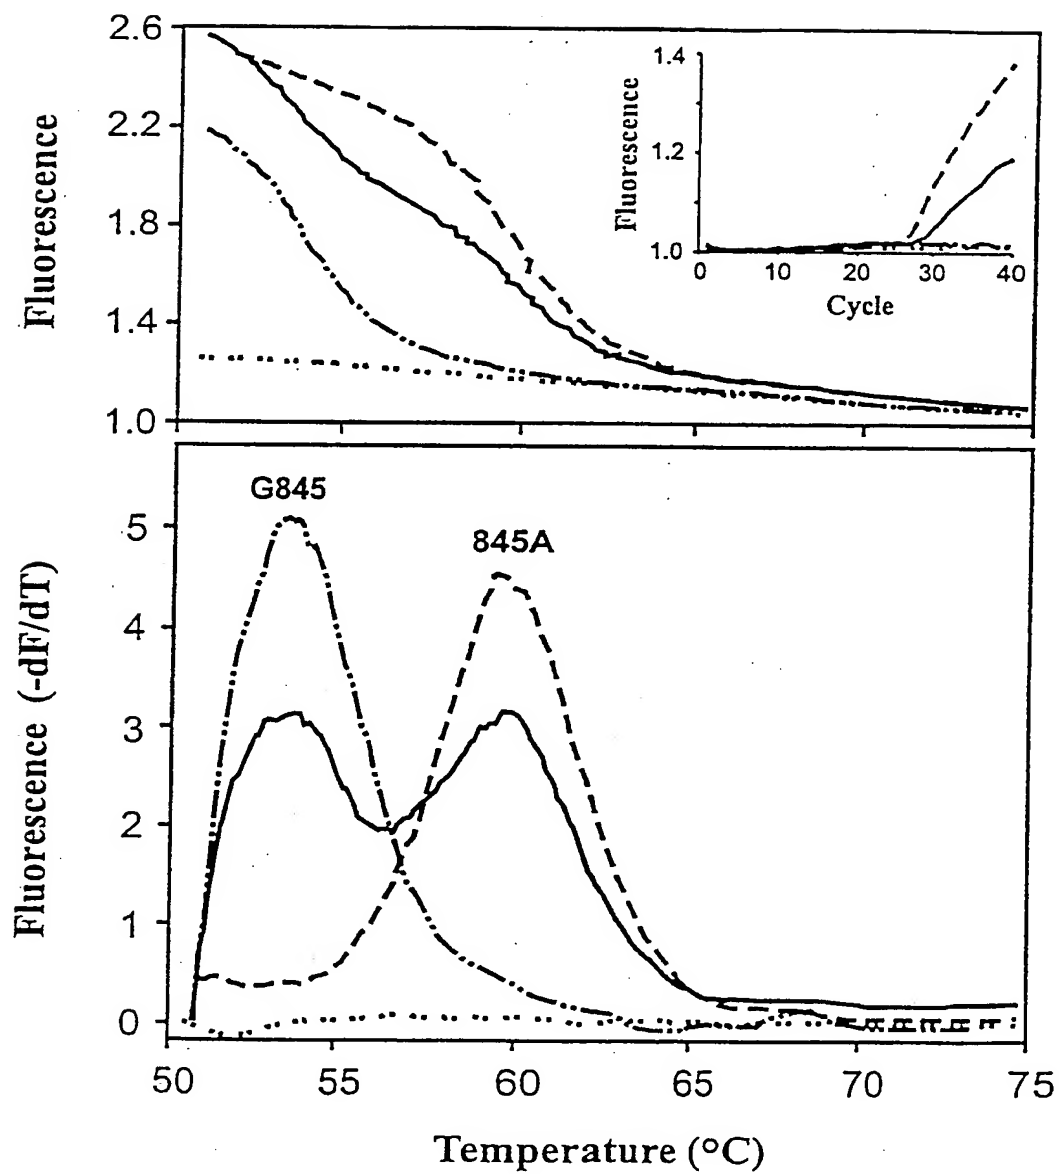 2.6
2.2
1.8
1.4
1.0
Fluorescence
1.4
1.2
1.0
Fluorescence
0 10 20 30 40
Cycle
G845
845A
5
4
3
2
1
0
Fluorescence (-dF/dT)
50 55 60 65 70 75
Temperature (°C)